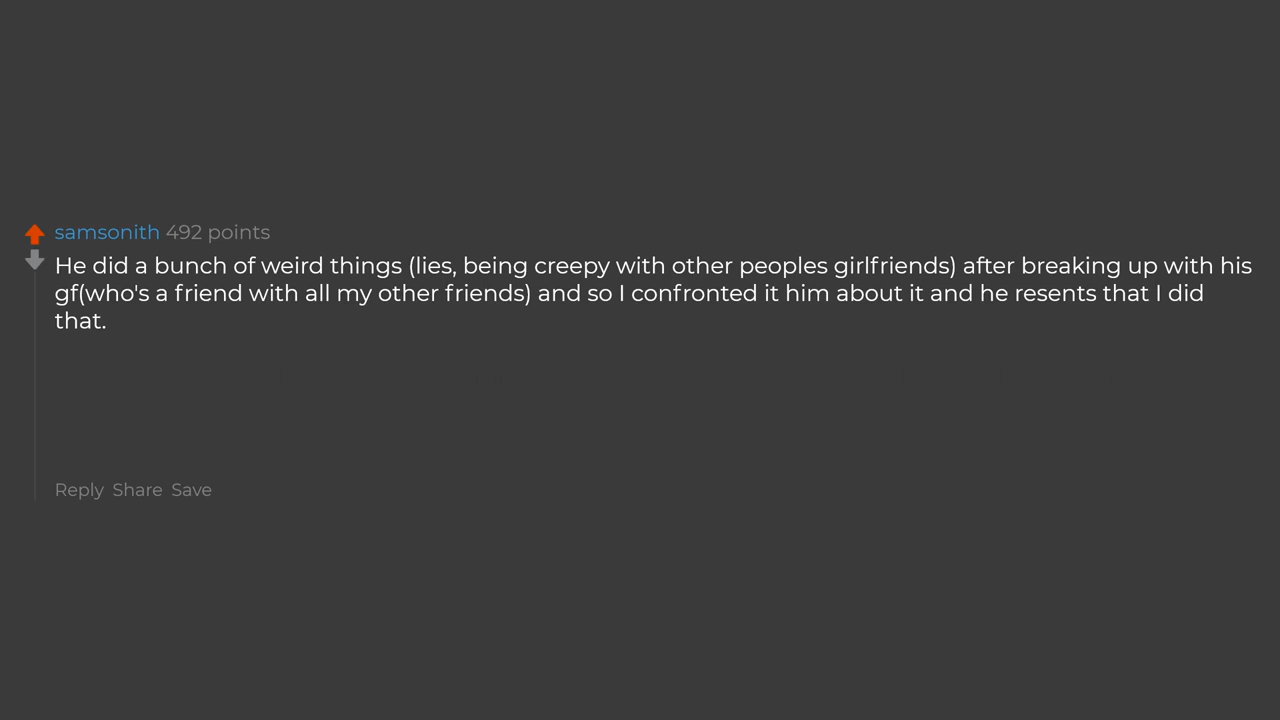 samsonith 492 points
He did a bunch of weird things (lies, being creepy with other peoples girlfriends) after breaking up with his
gf(who's a friend with all my other friends) and so I confronted it him about it and he resents that I did
that.
Reply Share Save